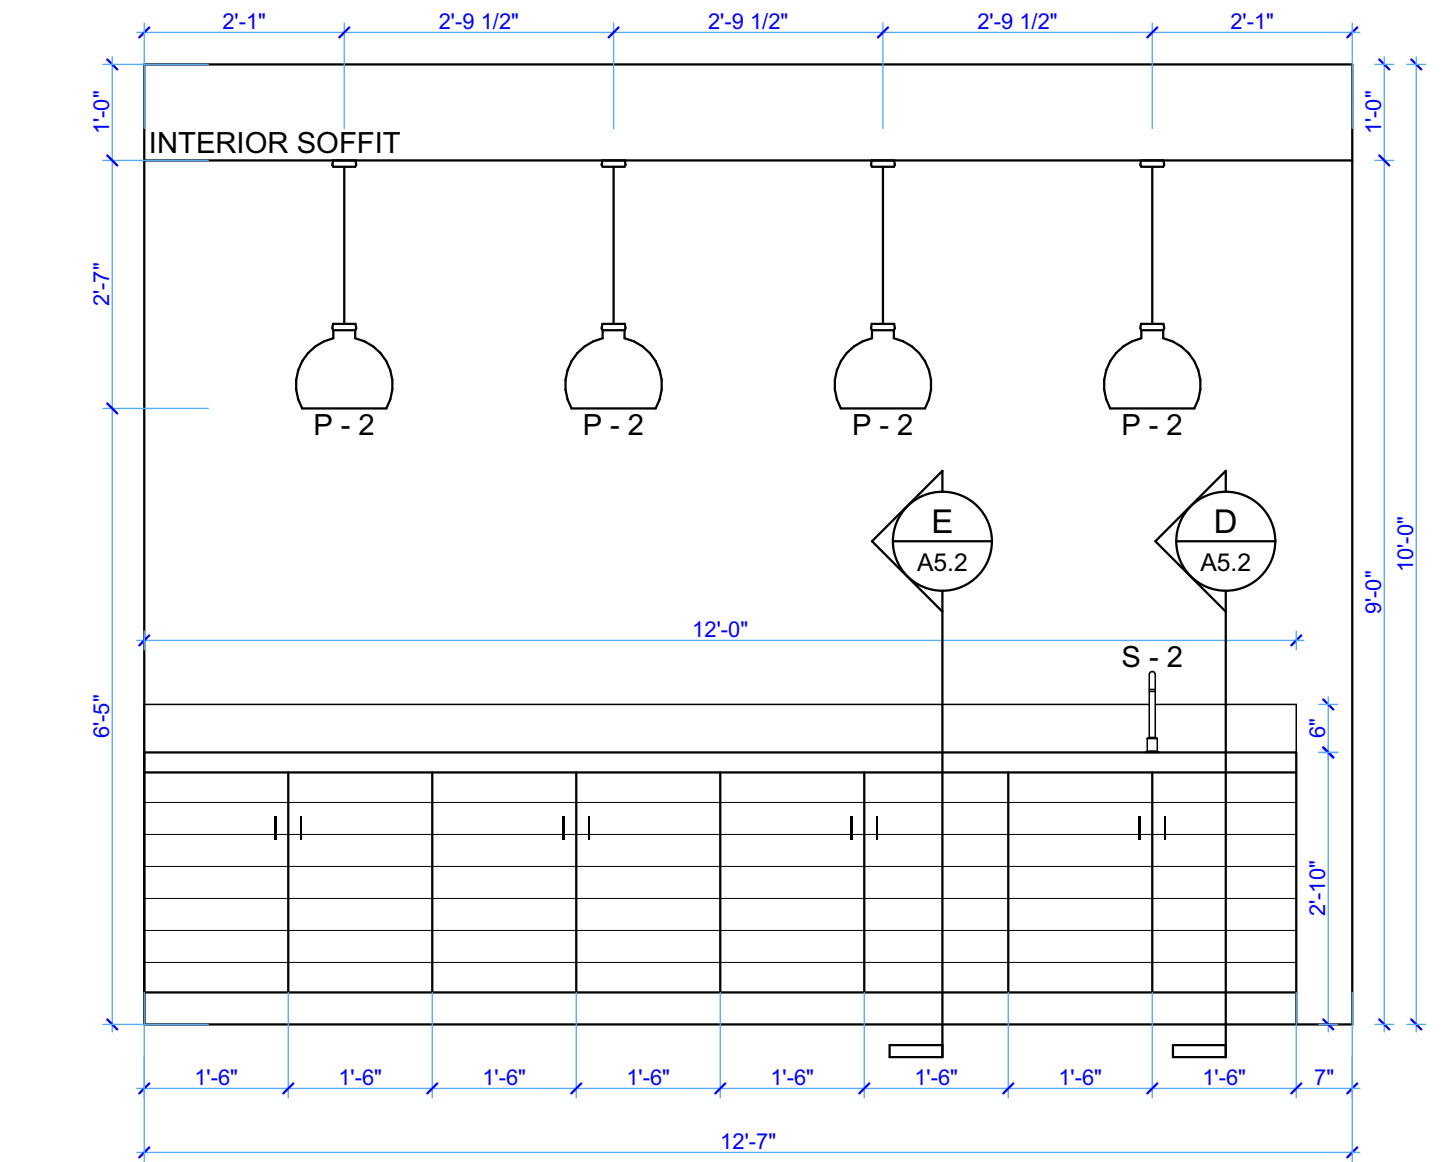 2'-1" 2'-9 1/2" 2'-9 1/2" 2'-9 1/2" 2'-1"
1'-0" 1'-0"
INTERIOR SOFFIT
2'-7"
P - 2 P - 2 P - 2 P - 2
E D
A5.2 A5.2
10'-0"
9'-0"
12'-0"
S - 2
6'-5" 6"
2'-10"
1'-6" 1'-6" 1'-6" 1'-6" 1'-6" 1'-6" 1'-6" 1'-6" 7"
12'-7"